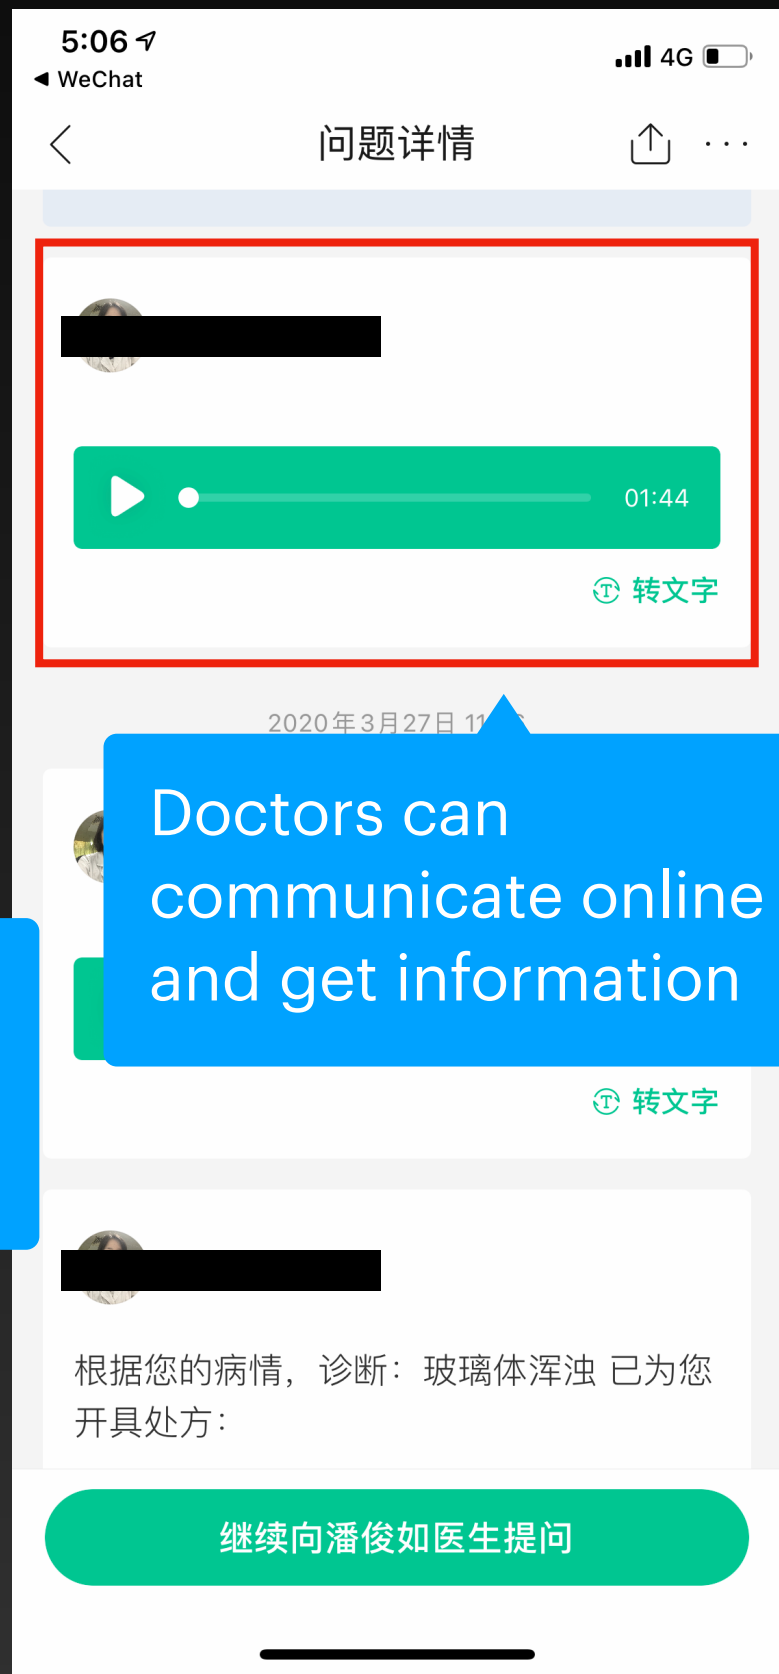 5:06
◀ WeChat
4G
问题详情
01:44
转文字
2020年3月27日
Doctors can
communicate online
and get information
转文字
根据您的病情，诊断：玻璃体浑浊 已为您
开具处方：
继续向潘俊如医生提问